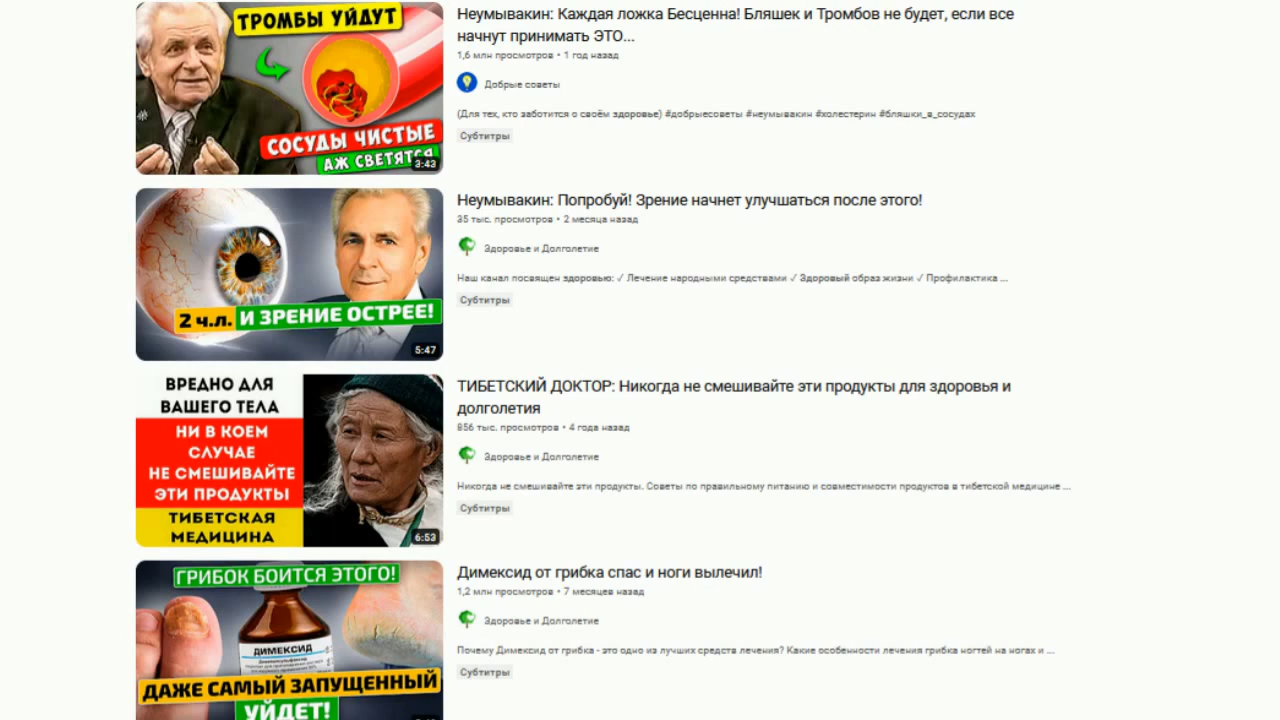 ТРОМБЫ УЙДУТ
СОСУДЫ ЧИСТЫЕ
АЖ СВЕТЯТСЯ
3:43
Неумывакин: Каждая ложка Бесценна! Бляшек и Тромбов не будет, если все
начнут принимать ЭТО...
1,6 млн просмотров • 1 год назад
Добрые советы
(Для тех, кто заботится о своём здоровье) #добрыесоветы #неумывакин #холестерин #бляшки_в_сосудах
Субтитры
2 ч.л. И ЗРЕНИЕ ОСТРЕЕ!
5:47
Неумывакин: Попробуй! Зрение начнет улучшаться после этого!
35 тыс. просмотров • 2 месяца назад
Здоровье и Долголетие
Наш канал посвящен здоровью: ✓ Лечение народными средствами ✓ Здоровый образ жизни ✓ Профилактика ...
Субтитры
ВРЕДНО ДЛЯ
ВАШЕГО ТЕЛА
НИ В КОЕМ
СЛУЧАЕ
НЕ СМЕШИВАЙТЕ
ЭТИ ПРОДУКТЫ
ТИБЕТСКАЯ
МЕДИЦИНА
6:53
ТИБЕТСКИЙ ДОКТОР: Никогда не смешивайте эти продукты для здоровья и
долголетия
856 тыс. просмотров • 4 года назад
Здоровье и Долголетие
Никогда не смешивайте эти продукты. Советы по правильному питанию и совместимости продуктов в тибетской медицине ...
Субтитры
ГРИБОК БОИТСЯ ЭТОГО!
ДИМЕКСИД
ДАЖЕ САМЫЙ ЗАПУЩЕННЫЙ
УЙДЕТ!
Димексид от грибка спас и ноги вылечил!
1,2 млн просмотров • 7 месяцев назад
Здоровье и Долголетие
Почему Димексид от грибка - это одно из лучших средств лечения? Какие особенности лечения грибка ногтей на ногах и ...
Субтитры